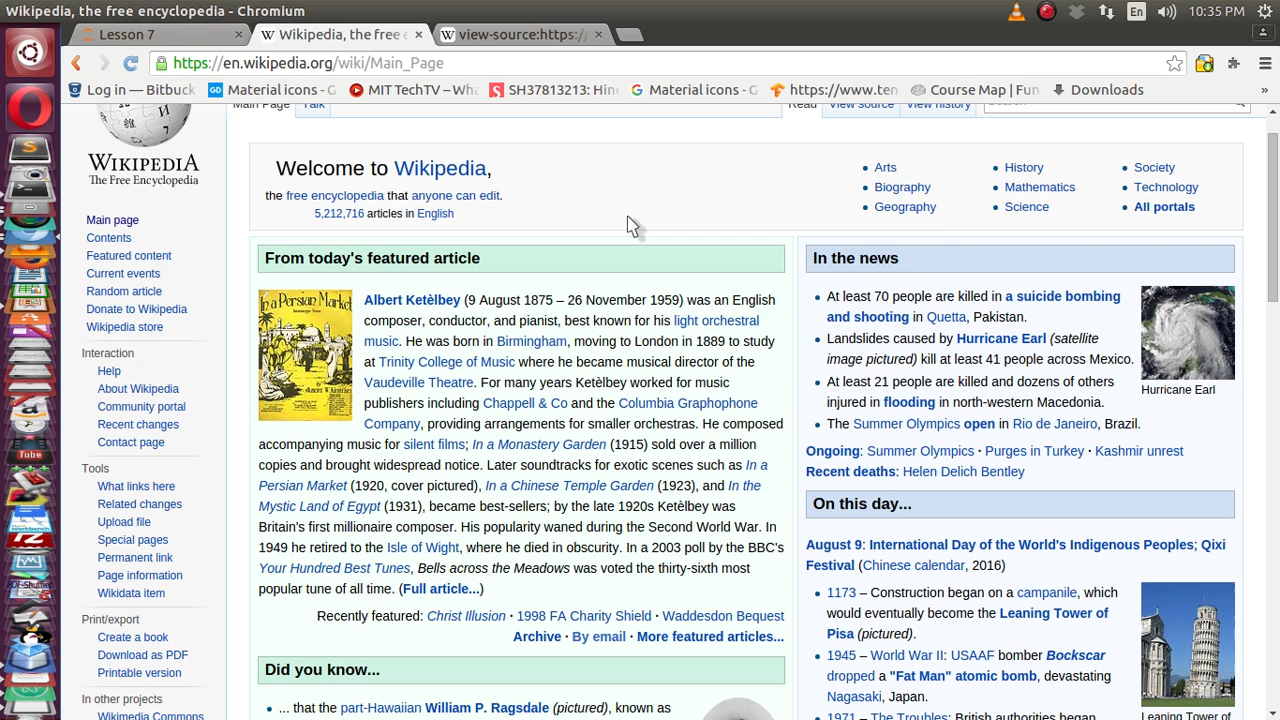 Wikipedia, the free encyclopedia - Chromium
En
10:35 PM
Lesson 7
Wikipedia, the free e
view-source:https:/
https://en.wikipedia.org/wiki/Main_Page
Log in — Bitbuck
Material icons - G
MIT TechTV – Wha
SH37813213: Hin
Material icons - G
https://www.ten
Course Map | Fun
Downloads
»
Main Page
Talk
Read
View source
View history
WIKIPEDIA
The Free Encyclopedia
Main page
Contents
Featured content
Current events
Random article
Donate to Wikipedia
Wikipedia store
Interaction
Help
About Wikipedia
Community portal
Recent changes
Contact page
Tools
What links here
Related changes
Upload file
Special pages
Permanent link
Page information
Wikidata item
Print/export
Create a book
Download as PDF
Printable version
In other projects
Wikimedia Commons
Welcome to Wikipedia,
the free encyclopedia that anyone can edit.
5,212,716 articles in English
Arts
Biography
Geography
History
Mathematics
Science
Society
Technology
All portals
From today's featured article
In a Persian Market
Albert Ketèlbey (9 August 1875 – 26 November 1959) was an English
composer, conductor, and pianist, best known for his light orchestral
music. He was born in Birmingham, moving to London in 1889 to study
at Trinity College of Music where he became musical director of the
Vaudeville Theatre. For many years Ketèlbey worked for music
publishers including Chappell & Co and the Columbia Graphophone
Company, providing arrangements for smaller orchestras. He composed
accompanying music for silent films; In a Monastery Garden (1915) sold over a million
copies and brought widespread notice. Later soundtracks for exotic scenes such as In a
Persian Market (1920, cover pictured), In a Chinese Temple Garden (1923), and In the
Mystic Land of Egypt (1931), became best-sellers; by the late 1920s Ketèlbey was
Britain's first millionaire composer. His popularity waned during the Second World War. In
1949 he retired to the Isle of Wight, where he died in obscurity. In a 2003 poll by the BBC's
Your Hundred Best Tunes, Bells across the Meadows was voted the thirty-sixth most
popular tune of all time. (Full article...)
Recently featured: Christ Illusion · 1998 FA Charity Shield · Waddesdon Bequest
Archive · By email · More featured articles...
Did you know...
... that the part-Hawaiian William P. Ragsdale (pictured), known as
In the news
At least 70 people are killed in a suicide bombing
and shooting in Quetta, Pakistan.
Landslides caused by Hurricane Earl (satellite
image pictured) kill at least 41 people across Mexico.
At least 21 people are killed and dozens of others
injured in flooding in north-western Macedonia.
The Summer Olympics open in Rio de Janeiro, Brazil.
Hurricane Earl
Ongoing: Summer Olympics · Purges in Turkey · Kashmir unrest
Recent deaths: Helen Delich Bentley
On this day...
August 9: International Day of the World's Indigenous Peoples; Qixi
Festival (Chinese calendar, 2016)
1173 – Construction began on a campanile, which
would eventually become the Leaning Tower of
Pisa (pictured).
1945 – World War II: USAAF bomber Bockscar
dropped a "Fat Man" atomic bomb, devastating
Nagasaki, Japan.
1971 – The Troubles: British authorities began
Leaning Tower of